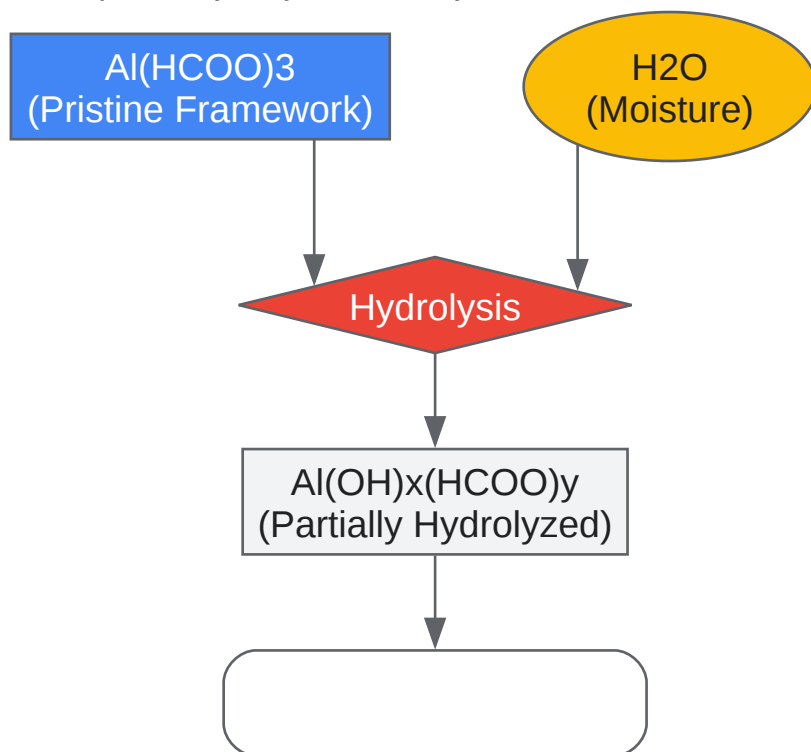 Al(HCOO)3
(Pristine Framework)
H2O
(Moisture)
Hydrolysis
Al(OH)x(HCOO)y
(Partially Hydrolyzed)